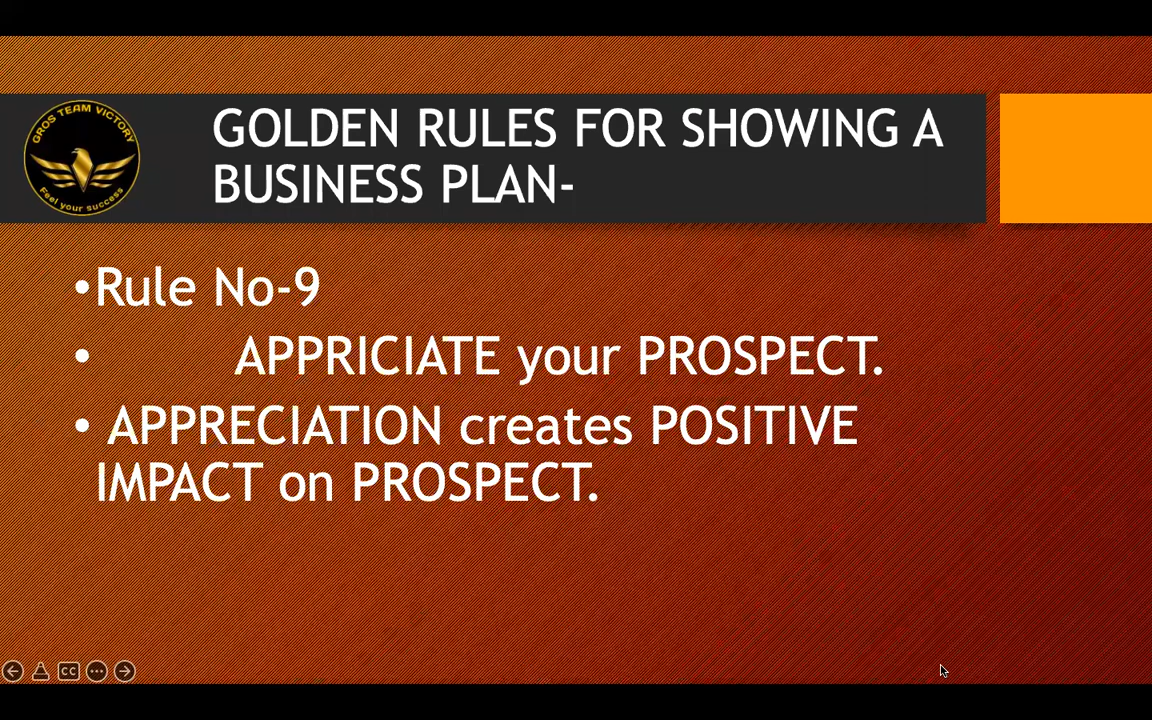 GROS TEAM VICTORY
Feel your success
GOLDEN RULES FOR SHOWING A
BUSINESS PLAN-
•Rule No-9
• APPRICIATE your PROSPECT.
• APPRECIATION creates POSITIVE
IMPACT on PROSPECT.
CC